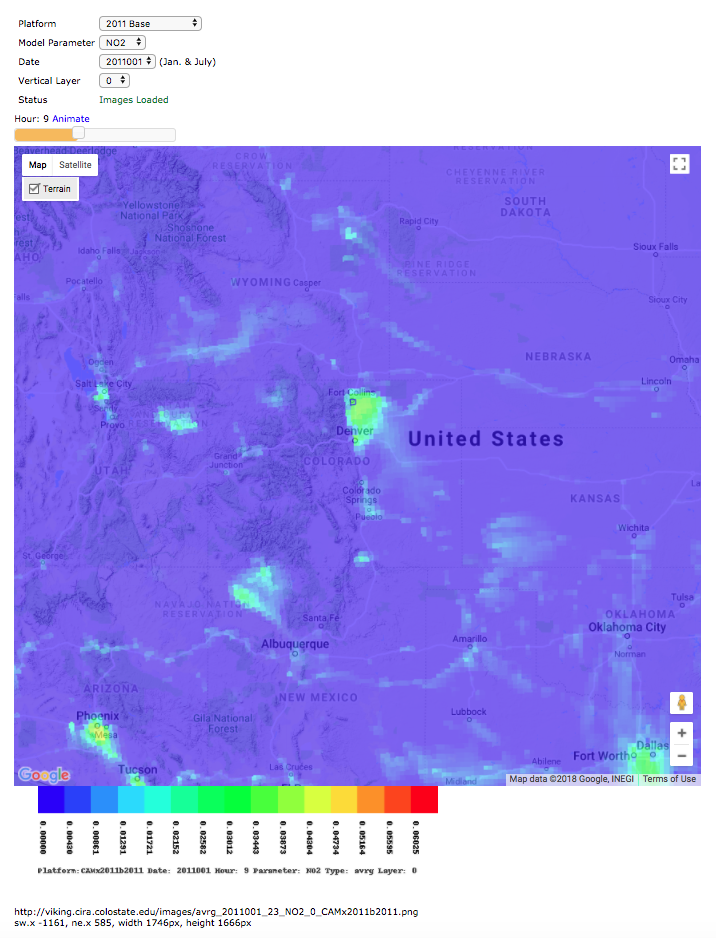 Platform 2011 Base
Model Parameter NO2
Date 2011001 (Jan. & July)
Vertical Layer 0
Status Images Loaded
Hour: 9 Animate
Beaverhead-Deerlodge
Map Satellite
CROW
RESERVATION
RESERVATION
CHEYENNE RIVER
RESERVATION
Terrain
Yellowstone
National Park
Shoshone
National Forest
SOUTH
DAKOTA
Rapid City
Sioux Falls
Idaho Falls
Jackson
PINE RIDGE
RESERVATION
Pocatello
WYOMING
Casper
Sioux City
NEBRASKA
Omaha
Ogden
Salt Lake City
Lincoln
Fort Collins
Provo
Denver
United States
Grand
Junction
COLORADO
UTAH
Colorado
Springs
KANSAS
Pueblo
Wichita
St. George
NAVAJO NATION
RESERVATION
Tulsa
Santa Fe
OKLAHOMA
Oklahoma City
Albuquerque
Amarillo
Norman
ARIZONA
NEW MEXICO
Phoenix
Mesa
Gila National
Forest
Lubbock
Dallas
Fort Worth
Tucson
Las Cruces
Abilene
Midland
Google
Map data ©2018 Google, INEGI Terms of Use
0.00000
0.00430
0.00861
0.01291
0.01721
0.02152
0.02582
0.03012
0.03443
0.03873
0.04304
0.04734
0.05164
0.05595
0.06025
Platform:CAMx2011b2011 Date: 2011001 Hour: 9 Parameter: NO2 Type: avrg Layer: 0
http://viking.cira.colostate.edu/images/avrg_2011001_23_NO2_0_CAMx2011b2011.png
sw.x -1161, ne.x 585, width 1746px, height 1666px